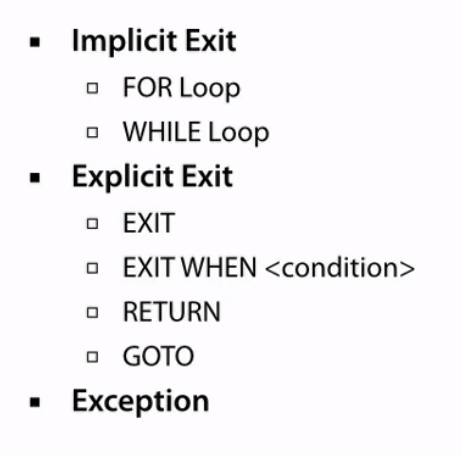 Implicit Exit
FOR Loop
WHILE Loop
Explicit Exit
EXIT
EXIT WHEN <condition>
RETURN
GOTO
Exception